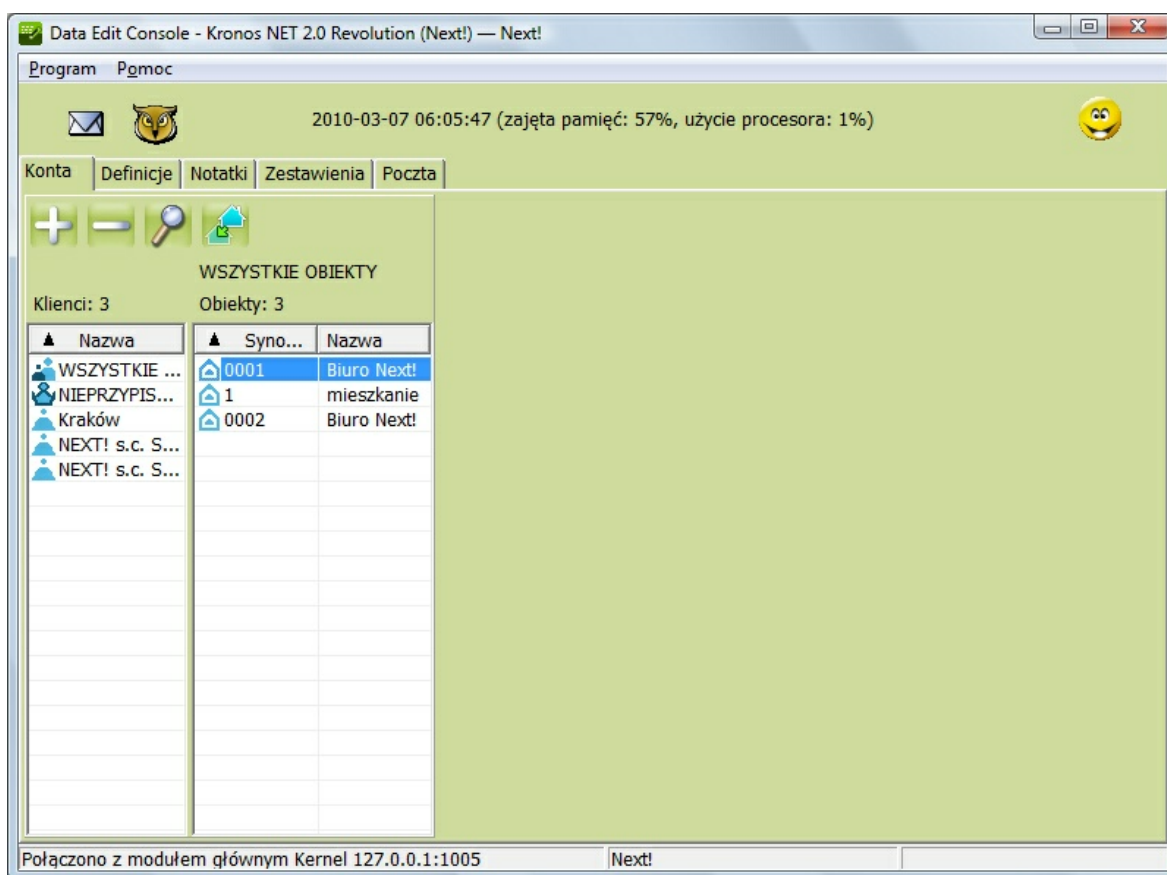 Data Edit Console - Kronos NET 2.0 Revolution (Next!) — Next!
Program Pomoc
2010-03-07 06:05:47 (zajęta pamięć: 57%, użycie procesora: 1%)
Konta Definicje Notatki Zestawienia Poczta
WSZYSTKIE OBIEKTY
Klienci: 3 Obiekty: 3
Nazwa Syno... Nazwa
WSZYSTKIE ... 0001 Biuro Next!
NIEPRZYPIS... 1 mieszkanie
Kraków 0002 Biuro Next!
NEXT! s.c. S...
NEXT! s.c. S...
Połączono z modułem głównym Kernel 127.0.0.1:1005 Next!